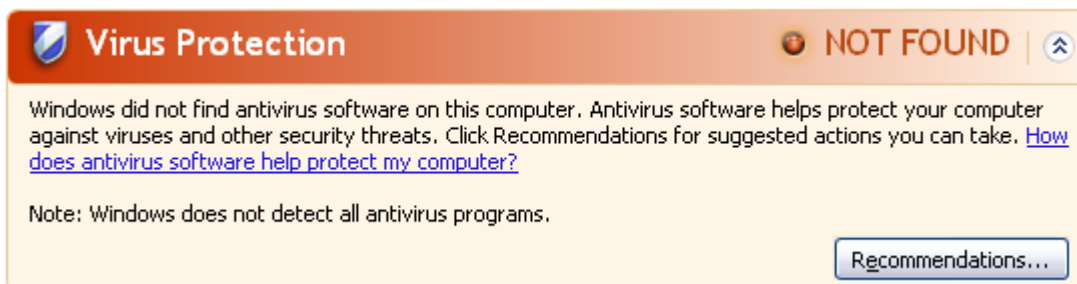 Virus Protection NOT FOUND
Windows did not find antivirus software on this computer. Antivirus software helps protect your computer
against viruses and other security threats. Click Recommendations for suggested actions you can take. How
does antivirus software help protect my computer?
Note: Windows does not detect all antivirus programs.
Recommendations...